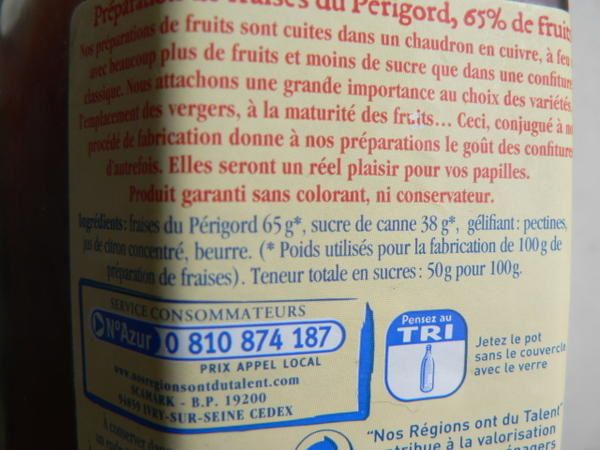 Préparation de fraises du Périgord, 65% de fruits
Nos préparations de fruits sont cuites dans un chaudron en cuivre, à feu
avec beaucoup plus de fruits et moins de sucre que dans une confiture
classique. Nous attachons une grande importance au choix des variétés,
l'emplacement des vergers, à la maturité des fruits... Ceci, conjugué à
procédé de fabrication donne à nos préparations le goût des confitures
d'autrefois. Elles seront un réel plaisir pour vos papilles.
Produit garanti sans colorant, ni conservateur.
Ingrédients: fraises du Périgord 65 g*, sucre de canne 38 g*, gélifiant: pectines,
jus de citron concentré, beurre. (* Poids utilisés pour la fabrication de 100 g de
préparation de fraises). Teneur totale en sucres: 50g pour 100g.
SERVICE CONSOMMATEURS
N°Azur 0 810 874 187
PRIX APPEL LOCAL
www.nosregionsontdutalent.com
SCAMARK - B.P. 19200
94859 IVRY-SUR-SEINE CEDEX
Pensez au
TRI
Jetez le pot
sans le couvercle
avec le verre
"Nos Régions ont du Talent"
à la valorisation
A conserver